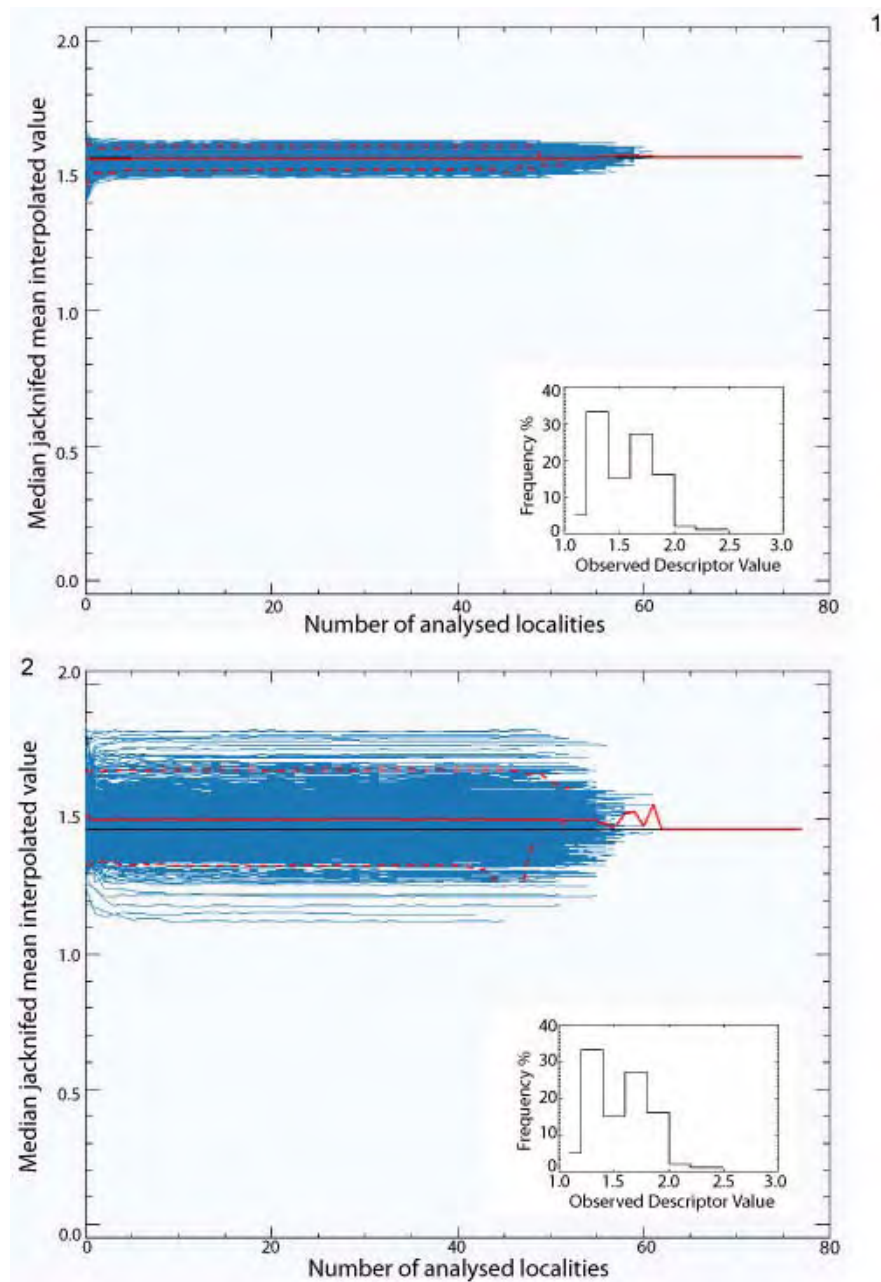 1
Median jacknifed mean interpolated value
2.0
1.5
1.0
0.5
0.0
0 20 40 60 80
Number of analysed localities
Frequency %
40
30
20
10
0
1.0 1.5 2.0 2.5 3.0
Observed Descriptor Value
2
Median jacknifed mean interpolated value
2.0
1.5
1.0
0.5
0.0
0 20 40 60 80
Number of analysed localities
Frequency %
40
30
20
10
0
1.0 1.5 2.0 2.5 3.0
Observed Descriptor Value